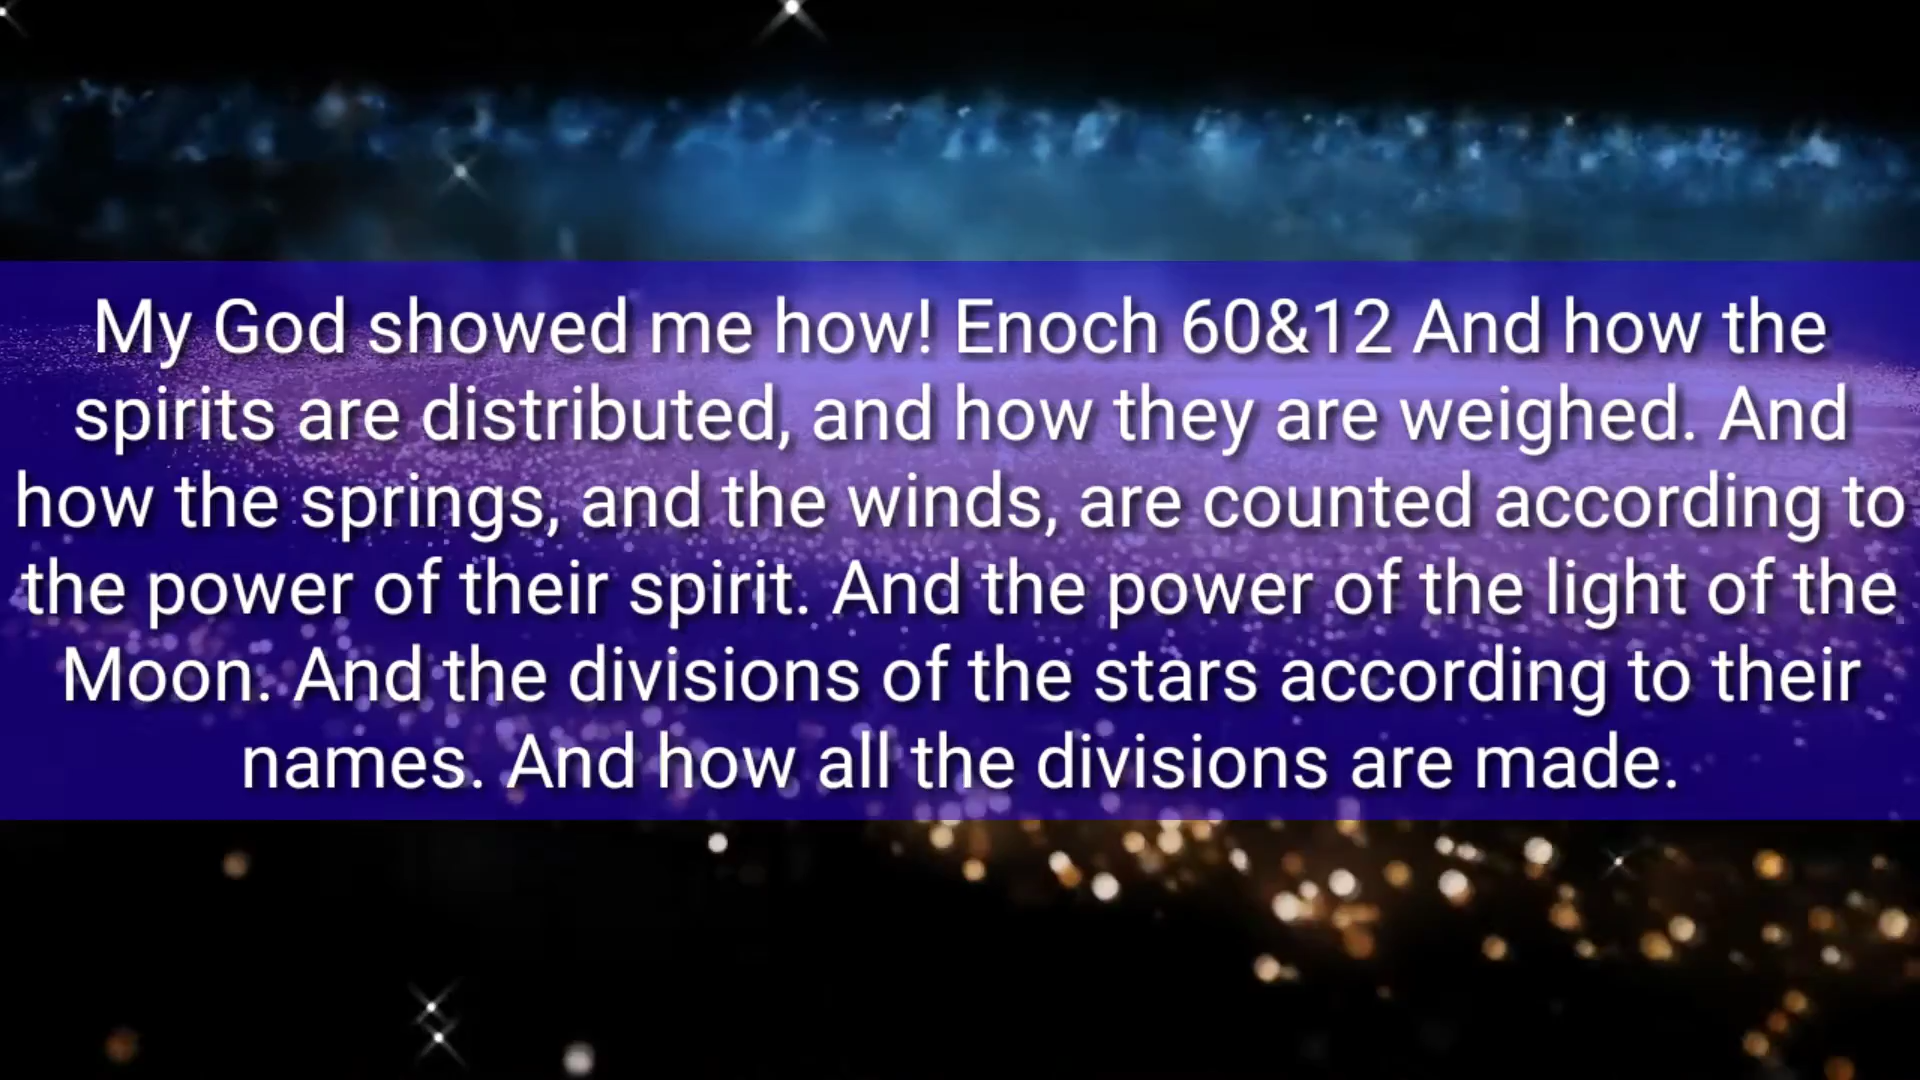 My God showed me how! Enoch 60&12 And how the
spirits are distributed, and how they are weighed. And
how the springs, and the winds, are counted according to
the power of their spirit. And the power of the light of the
Moon. And the divisions of the stars according to their
names. And how all the divisions are made.